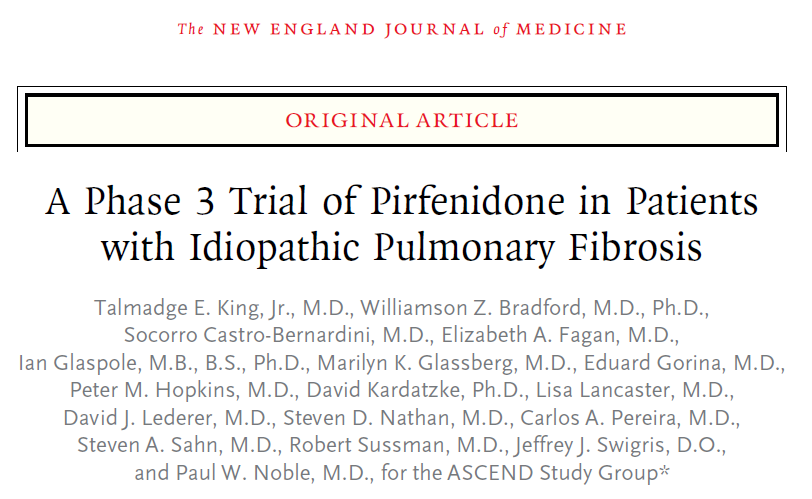 The NEW ENGLAND JOURNAL of MEDICINE
ORIGINAL ARTICLE
A Phase 3 Trial of Pirfenidone in Patients
with Idiopathic Pulmonary Fibrosis
Talmadge E. King, Jr., M.D., Williamson Z. Bradford, M.D., Ph.D.,
Socorro Castro-Bernardini, M.D., Elizabeth A. Fagan, M.D.,
Ian Glaspole, M.B., B.S., Ph.D., Marilyn K. Glassberg, M.D., Eduard Gorina, M.D.,
Peter M. Hopkins, M.D., David Kardatzke, Ph.D., Lisa Lancaster, M.D.,
David J. Lederer, M.D., Steven D. Nathan, M.D., Carlos A. Pereira, M.D.,
Steven A. Sahn, M.D., Robert Sussman, M.D., Jeffrey J. Swigris, D.O.,
and Paul W. Noble, M.D., for the ASCEND Study Group*